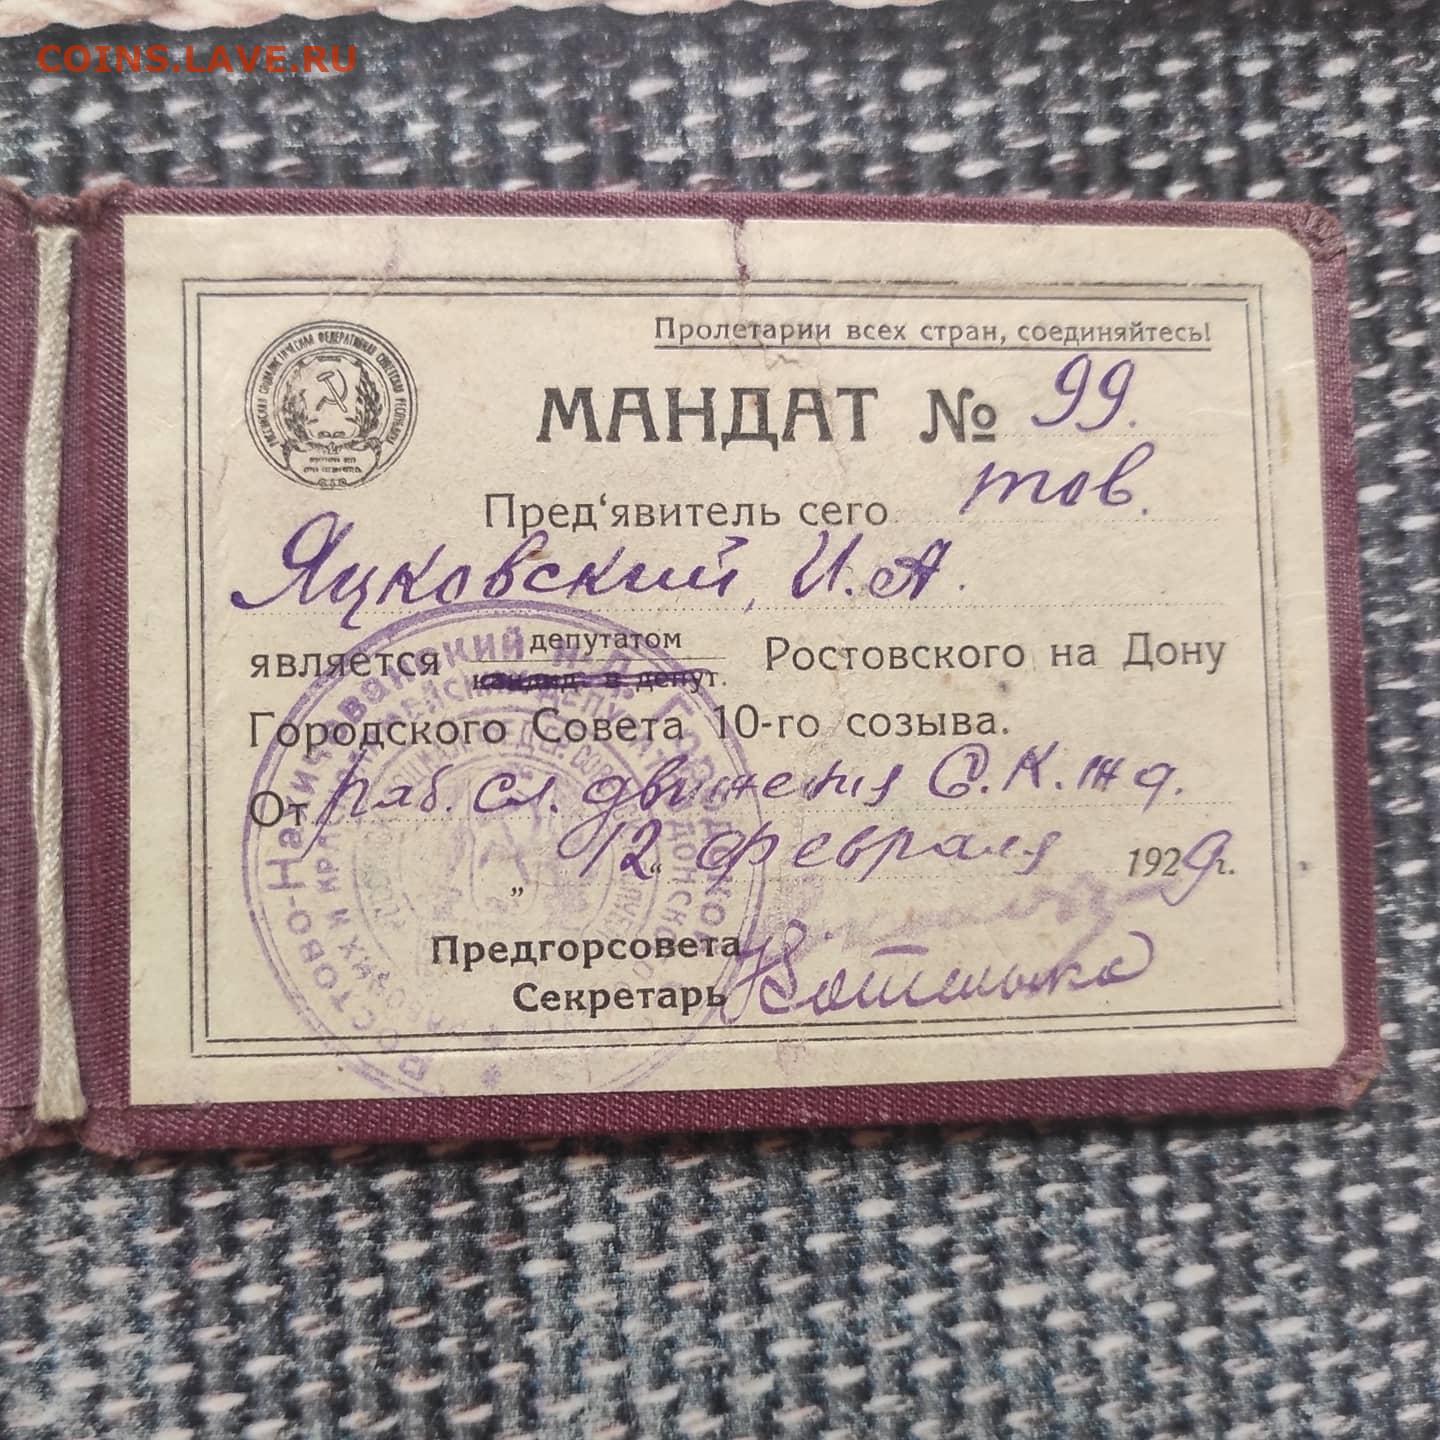 COINS.LAVE.RU
Пролетарии всех стран, соединяйтесь!
МАНДАТ № 99.
Пред‘явитель сего тов.
Яцковский, И. А.
является депутатом
кандид. в депут.
Ростовского на Дону
Городского Совета 10-го созыва.
От раб. сл. движения С. К. ж д.
„ 12 “ февраля 1929 г.
Предгорсовета
Секретарь